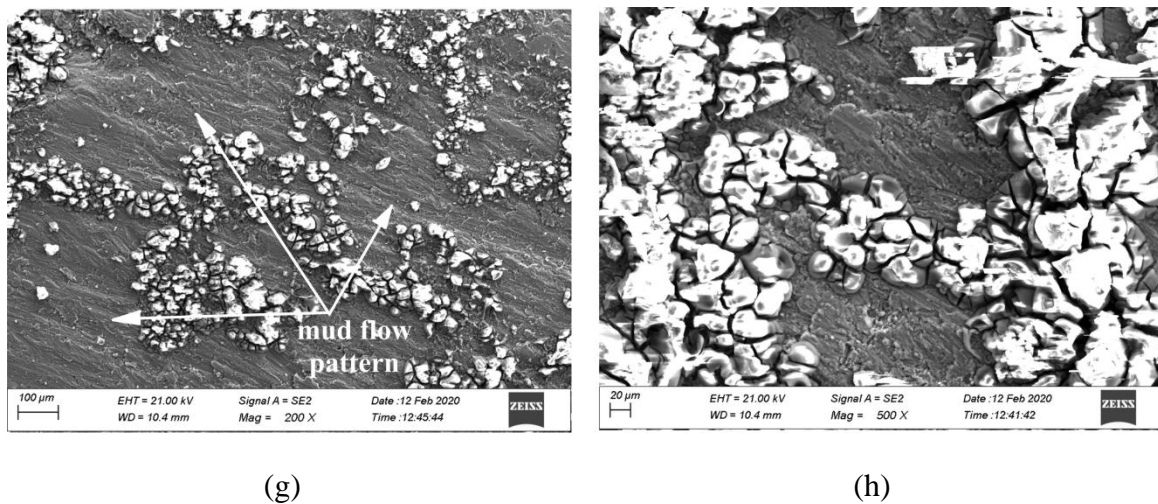 mud flow
pattern
100 µm
EHT = 21.00 kV
Signal A = SE2
Date :12 Feb 2020
WD = 10.4 mm
Mag = 200 X
Time :12:45:44
ZEISS
20 µm
EHT = 21.00 kV
Signal A = SE2
Date :12 Feb 2020
WD = 10.4 mm
Mag = 500 X
Time :12:41:42
ZEISS
(g)
(h)